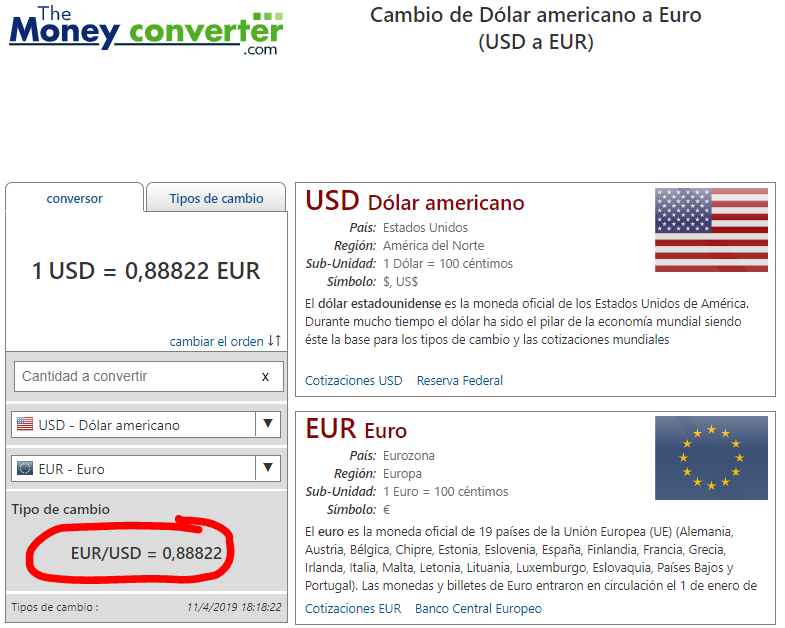 The
Money converter
.com
Cambio de Dólar americano a Euro
(USD a EUR)
conversor
Tipos de cambio
1 USD = 0,88822 EUR
cambiar el orden ↓↑
Cantidad a convertir x
USD - Dólar americano ▼
EUR - Euro ▼
Tipo de cambio
EUR/USD = 0,88822
Tipos de cambio : 11/4/2019 18:18:22
USD Dólar americano
País: Estados Unidos
Región: América del Norte
Sub-Unidad: 1 Dólar = 100 céntimos
Símbolo: $, US$
El dólar estadounidense es la moneda oficial de los Estados Unidos de América.
Durante mucho tiempo el dólar ha sido el pilar de la economía mundial siendo
éste la base para los tipos de cambio y las cotizaciones mundiales
Cotizaciones USD Reserva Federal
EUR Euro
País: Eurozona
Región: Europa
Sub-Unidad: 1 Euro = 100 céntimos
Símbolo: €
El euro es la moneda oficial de 19 países de la Unión Europea (UE) (Alemania,
Austria, Bélgica, Chipre, Estonia, Eslovenia, España, Finlandia, Francia, Grecia,
Irlanda, Italia, Malta, Letonia, Lituania, Luxemburgo, Eslovaquia, Países Bajos y
Portugal). Las monedas y billetes de Euro entraron en circulación el 1 de enero de
Cotizaciones EUR Banco Central Europeo